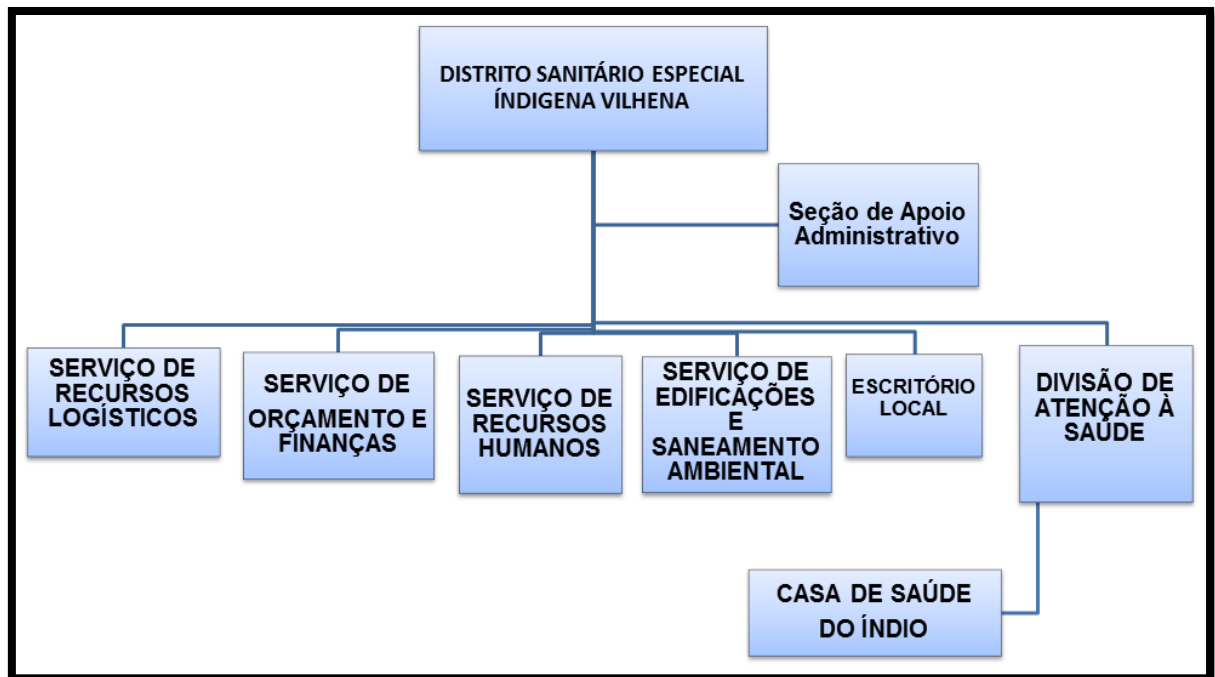 DISTRITO SANITÁRIO ESPECIAL
ÍNDIGENA VILHENA
Seção de Apoio
Administrativo
SERVIÇO DE
RECURSOS
LOGÍSTICOS
SERVIÇO DE
ORÇAMENTO E
FINANÇAS
SERVIÇO DE
RECURSOS
HUMANOS
SERVIÇO DE
EDIFICAÇÕES
E
SANEAMENTO
AMBIENTAL
ESCRITÓRIO
LOCAL
DIVISÃO DE
ATENÇÃO À
SAÚDE
CASA DE SAÚDE
DO ÍNDIO